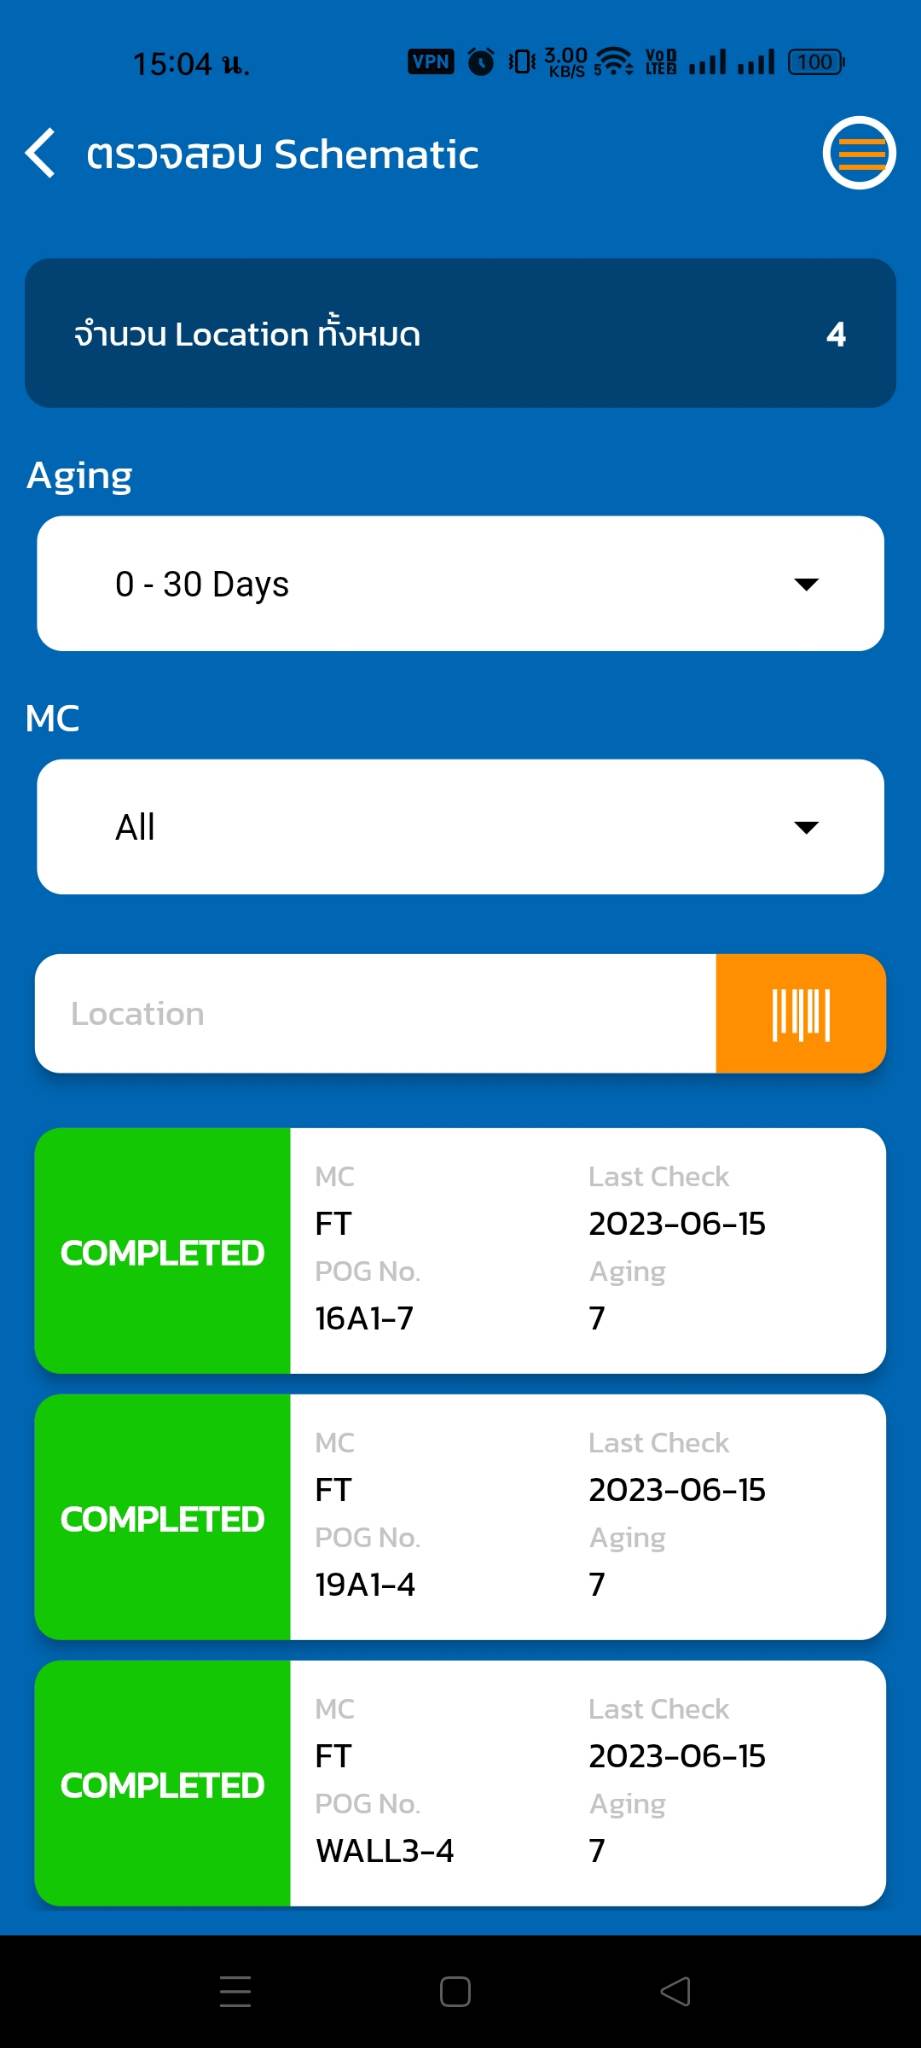 15:04 น.
VPN 3.00 KB/S 5 VoD LTE 2 100
ตรวจสอบ Schematic
จำนวน Location ทั้งหมด 4
Aging
0 - 30 Days
MC
All
Location
COMPLETED
MC Last Check
FT 2023-06-15
POG No. Aging
16A1-7 7
COMPLETED
MC Last Check
FT 2023-06-15
POG No. Aging
19A1-4 7
COMPLETED
MC Last Check
FT 2023-06-15
POG No. Aging
WALL3-4 7